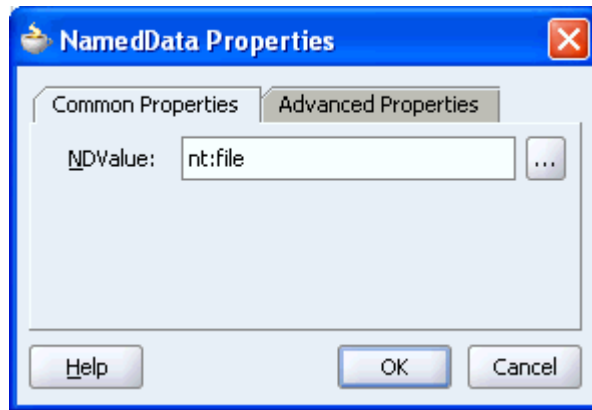 NamedData Properties
Common Properties Advanced Properties
NDValue: nt:file ...
Help OK Cancel